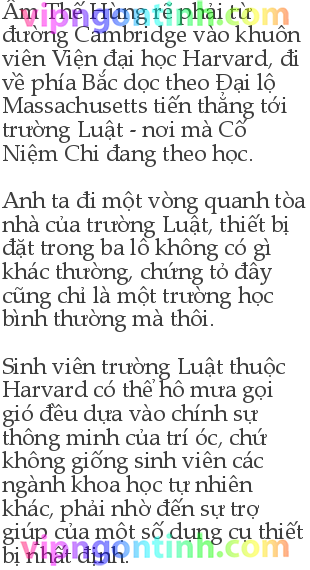 Âm Thế Hùng rẽ phải từ
đường Cambridge vào khuôn
viên Viện đại học Harvard, đi
về phía Bắc dọc theo Đại lộ
Massachusetts tiến thẳng tới
trường Luật - nơi mà Cố
Niệm Chi đang theo học.
Anh ta đi một vòng quanh tòa
nhà của trường Luật, thiết bị
đặt trong ba lô không có gì
khác thường, chứng tỏ đây
cũng chỉ là một trường học
bình thường mà thôi.
Sinh viên trường Luật thuộc
Harvard có thể hô mưa gọi
gió đều dựa vào chính sự
thông minh của trí óc, chứ
không giống sinh viên các
ngành khoa học tự nhiên
khác, phải nhờ đến sự trợ
giúp của một số dụng cụ thiết
bị nhất định.
vipngontinh.com
vipngontinh.com